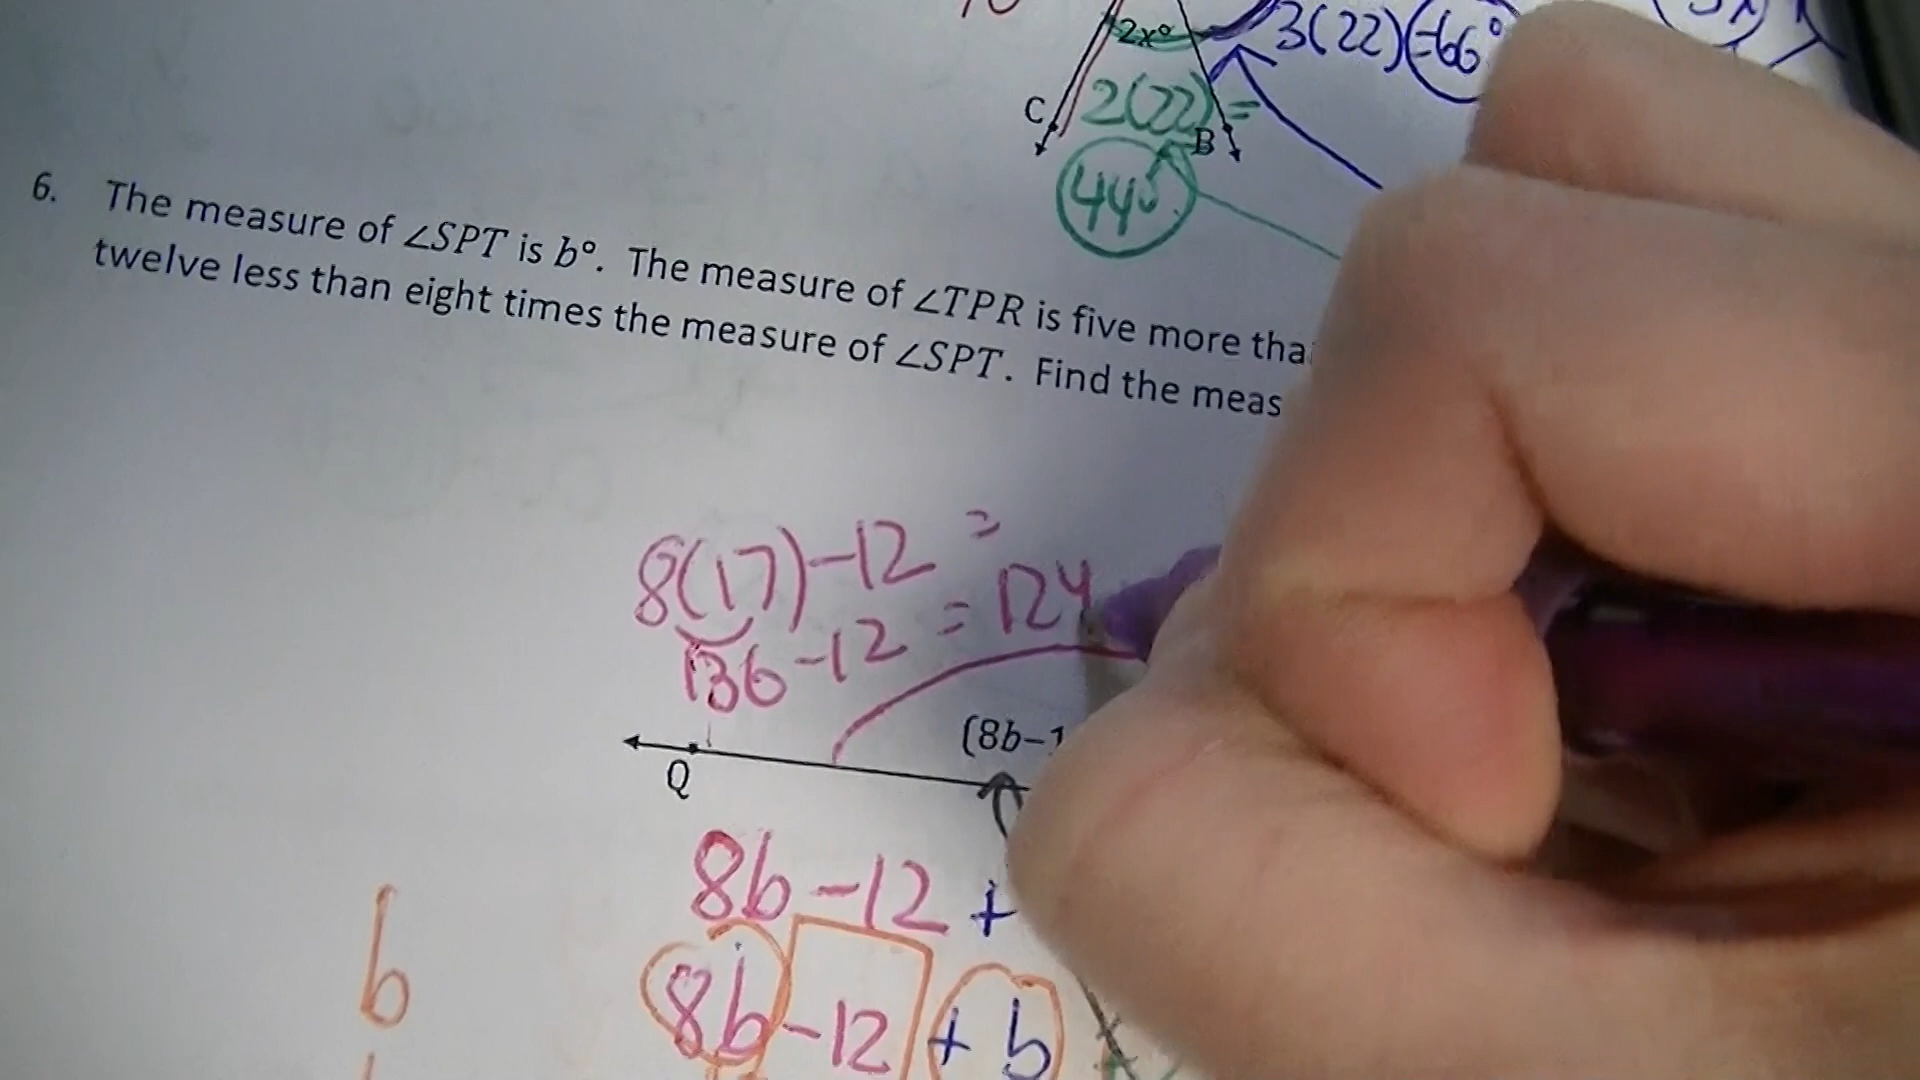 2x°
3(22)=66°
C
2(22)=
B
44°
6. The measure of ∠SPT is b°. The measure of ∠TPR is five more
twelve less than eight times the measure of ∠SPT. Find the
8(17)-12 =
136-12 = 124
(8b-1
Q
8b-12 +
8b-12 + b
b